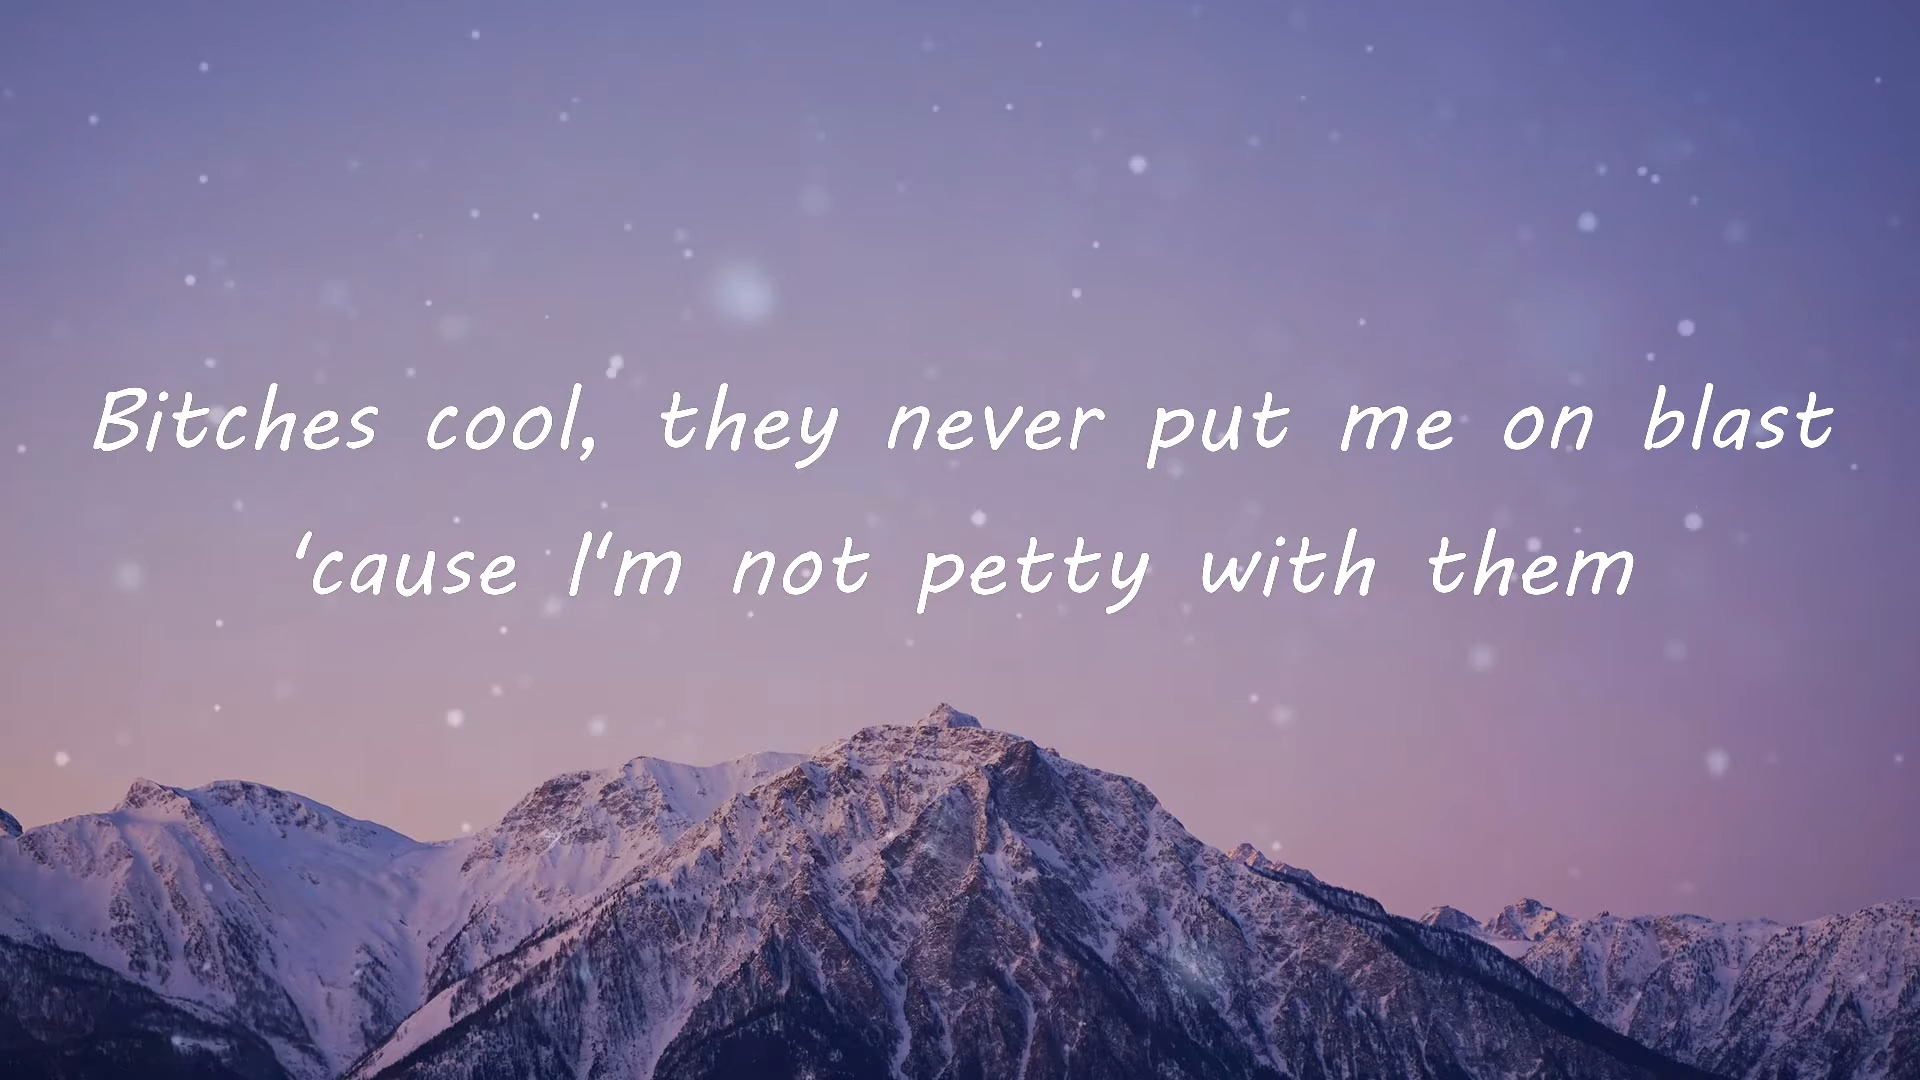 Bitches cool, they never put me on blast
'cause I'm not petty with them